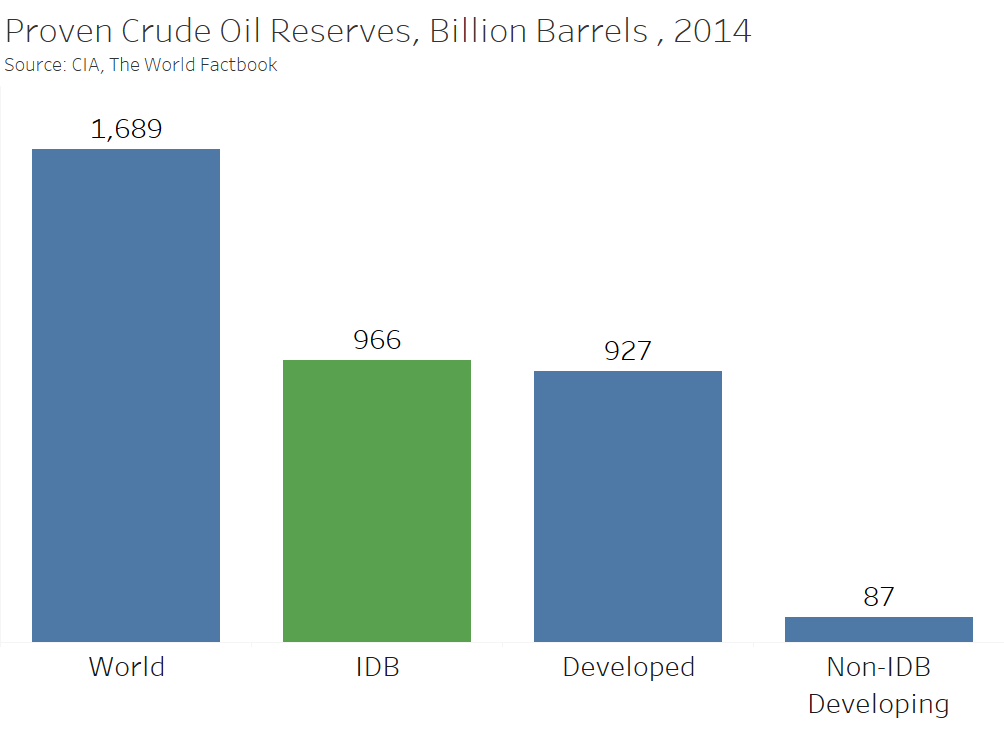 Proven Crude Oil Reserves, Billion Barrels , 2014
Source: CIA, The World Factbook
1,689
966
927
87
World
IDB
Developed
Non-IDB
Developing